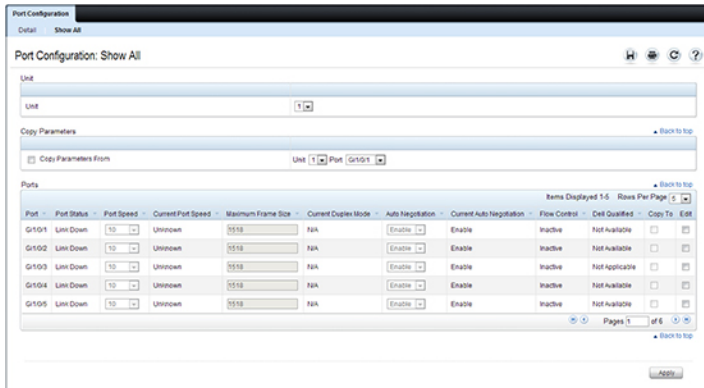 Port Configuration
Detail Show All
Port Configuration: Show All
Unit
Unit 1
Copy Parameters
Back to top
Copy Parameters From Unit 1 Port Gi1/0/1
Ports
Back to top
Items Displayed 1-5 Rows Per Page 5
Port Port Status Port Speed Current Port Speed Maximum Frame Size Current Duplex Mode Auto Negotiation Current Auto Negotiation Flow Control Dell Qualified Copy To Edit
Gi1/0/1 Link Down 10 Unknown 1518 N/A Enable Enable Inactive Not Available
Gi1/0/2 Link Down 10 Unknown 1518 N/A Enable Enable Inactive Not Available
Gi1/0/3 Link Down 10 Unknown 1518 N/A Enable Enable Inactive Not Applicable
Gi1/0/4 Link Down 10 Unknown 1518 N/A Enable Enable Inactive Not Available
Gi1/0/5 Link Down 10 Unknown 1518 N/A Enable Enable Inactive Not Available
Pages 1 of 6
Back to top
Apply